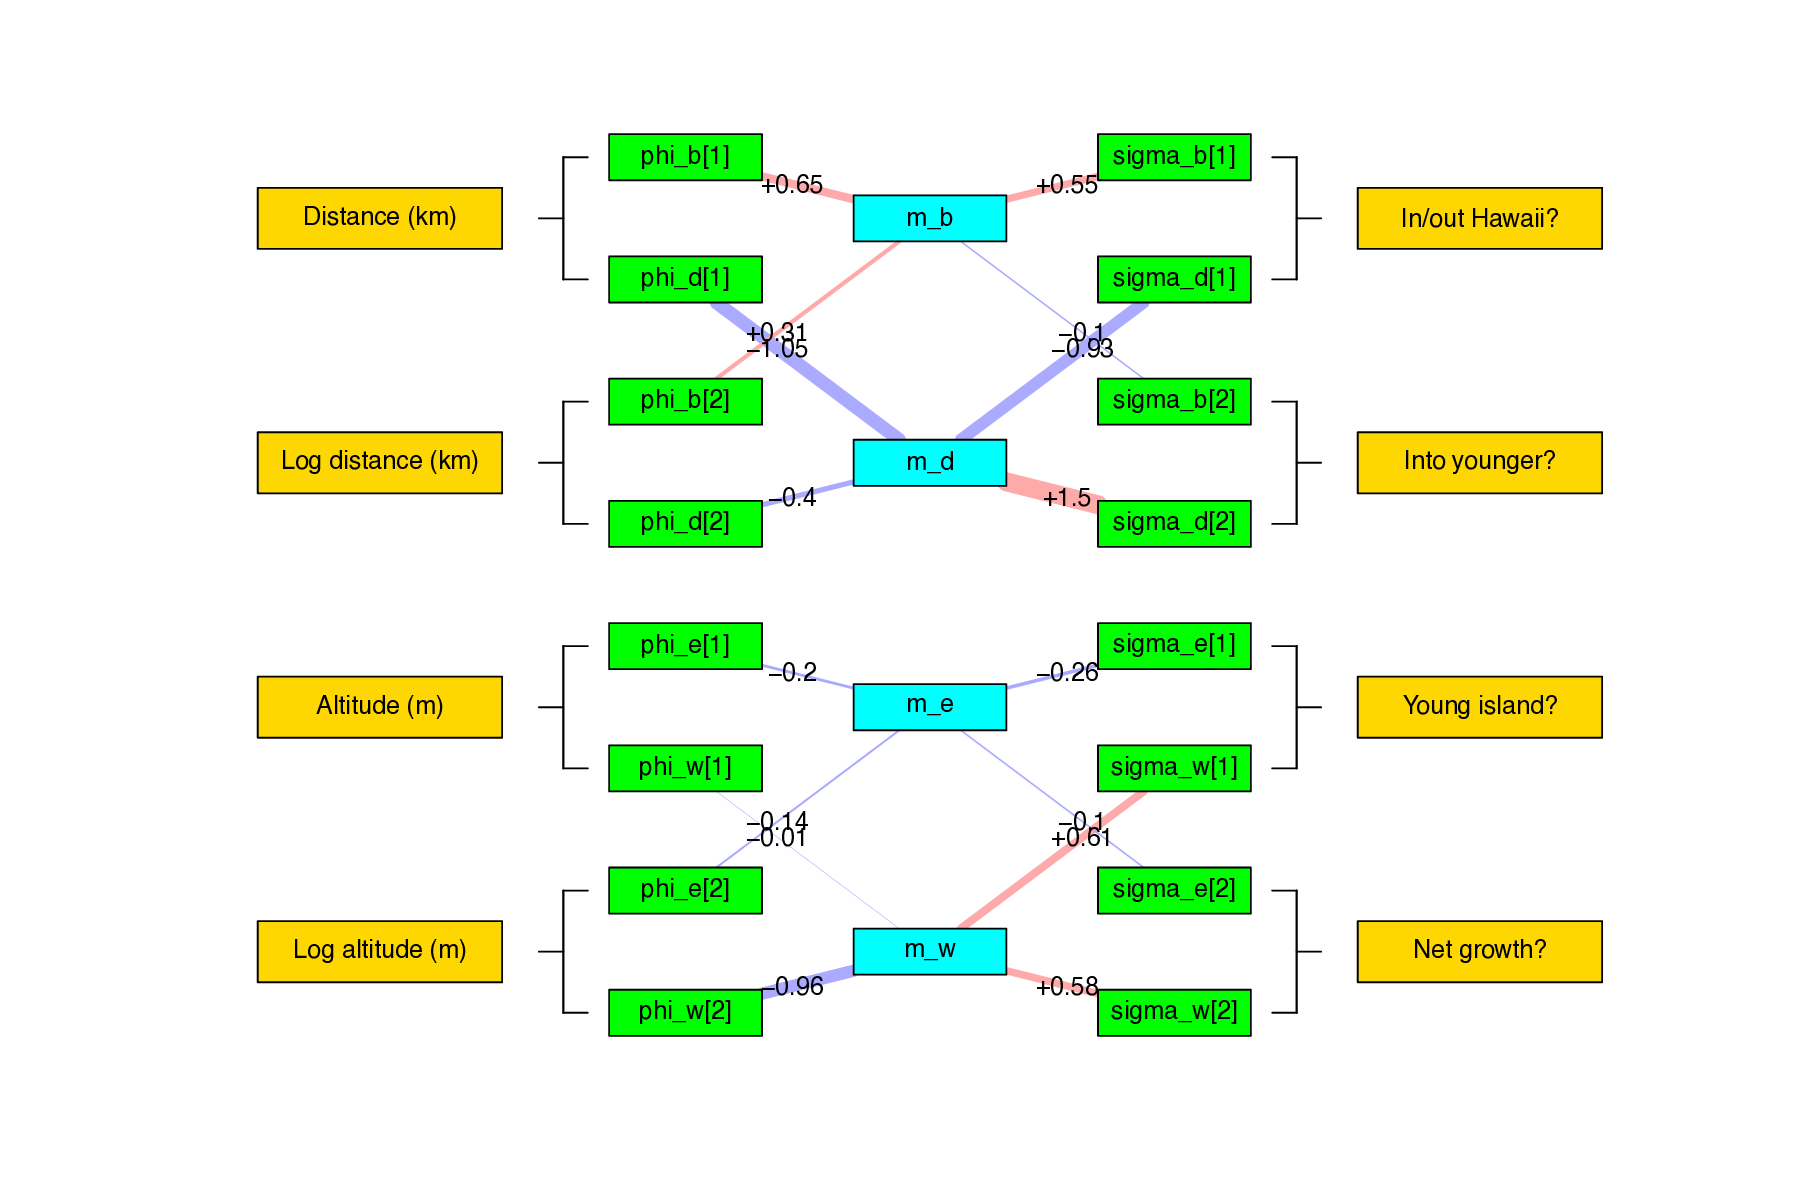 phi_b[1]
sigma_b[1]
+0.65
+0.55
Distance (km)
m_b
In/out Hawaii?
phi_d[1]
sigma_d[1]
+0.31
−0.1
−1.05
−0.93
phi_b[2]
sigma_b[2]
Log distance (km)
m_d
Into younger?
−0.4
+1.5
phi_d[2]
sigma_d[2]
phi_e[1]
sigma_e[1]
−0.2
−0.26
Altitude (m)
m_e
Young island?
phi_w[1]
sigma_w[1]
−0.14
−0.1
−0.01
+0.61
phi_e[2]
sigma_e[2]
Log altitude (m)
m_w
Net growth?
−0.96
+0.58
phi_w[2]
sigma_w[2]